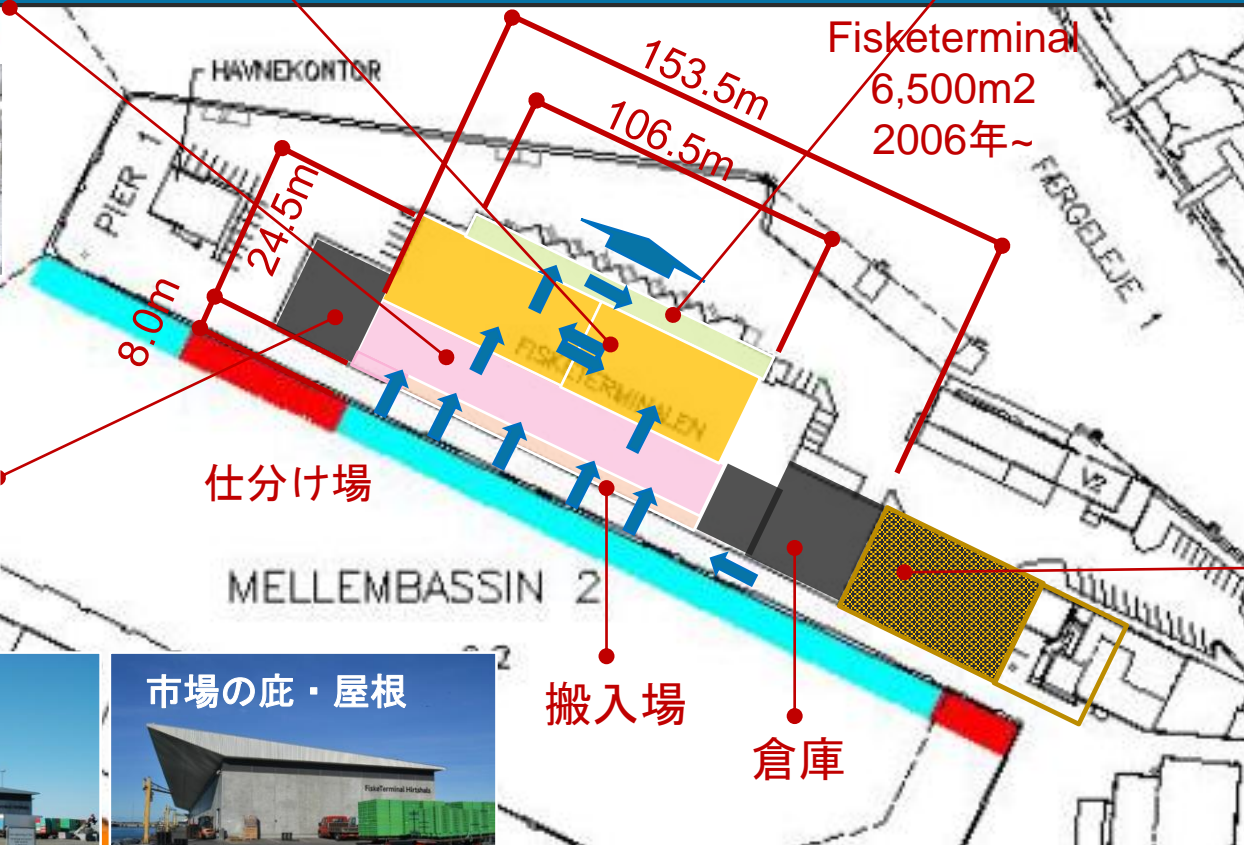 HAVNEKONTOR
PIER 1
Fisketerminal
6,500m2
2006年~
153.5m
106.5m
24.5m
8.0m
FÆRGELEJE 1
FISKETERMINALEN
V2
仕分け場
MELLEMBASSIN 2
搬入場
倉庫
市場の庇・屋根
FiskeTerminal Hirtshals